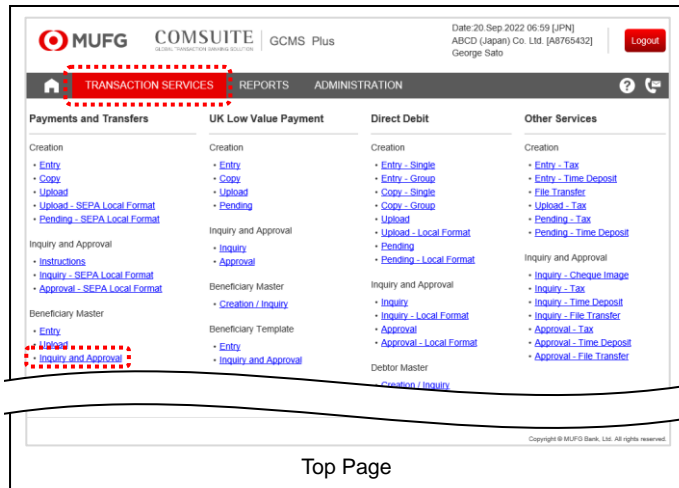 MUFG COMSUITE GCMS Plus
GLOBAL TRANSACTION BANKING SOLUTION
Date:20.Sep.2022 06:59 [JPN]
ABCD (Japan) Co. Ltd. [A8765432]
George Sato
Logout
TRANSACTION SERVICES REPORTS ADMINISTRATION
Payments and Transfers
Creation
• Entry
• Copy
• Upload
• Upload - SEPA Local Format
• Pending - SEPA Local Format
Inquiry and Approval
• Instructions
• Inquiry - SEPA Local Format
• Approval - SEPA Local Format
Beneficiary Master
• Entry
• Upload
• Inquiry and Approval
UK Low Value Payment
Creation
• Entry
• Copy
• Upload
• Pending
Inquiry and Approval
• Inquiry
• Approval
Beneficiary Master
• Creation / Inquiry
Beneficiary Template
• Entry
• Inquiry and Approval
Direct Debit
Creation
• Entry - Single
• Entry - Group
• Copy - Single
• Copy - Group
• Upload
• Upload - Local Format
• Pending
• Pending - Local Format
Inquiry and Approval
• Inquiry
• Inquiry - Local Format
• Approval
• Approval - Local Format
Debtor Master
• Creation / Inquiry
Other Services
Creation
• Entry - Tax
• Entry - Time Deposit
• File Transfer
• Upload - Tax
• Pending - Tax
• Pending - Time Deposit
Inquiry and Approval
• Inquiry - Cheque Image
• Inquiry - Tax
• Inquiry - Time Deposit
• Inquiry - File Transfer
• Approval - Tax
• Approval - Time Deposit
• Approval - File Transfer
Copyright © MUFG Bank, Ltd. All rights reserved.
Top Page